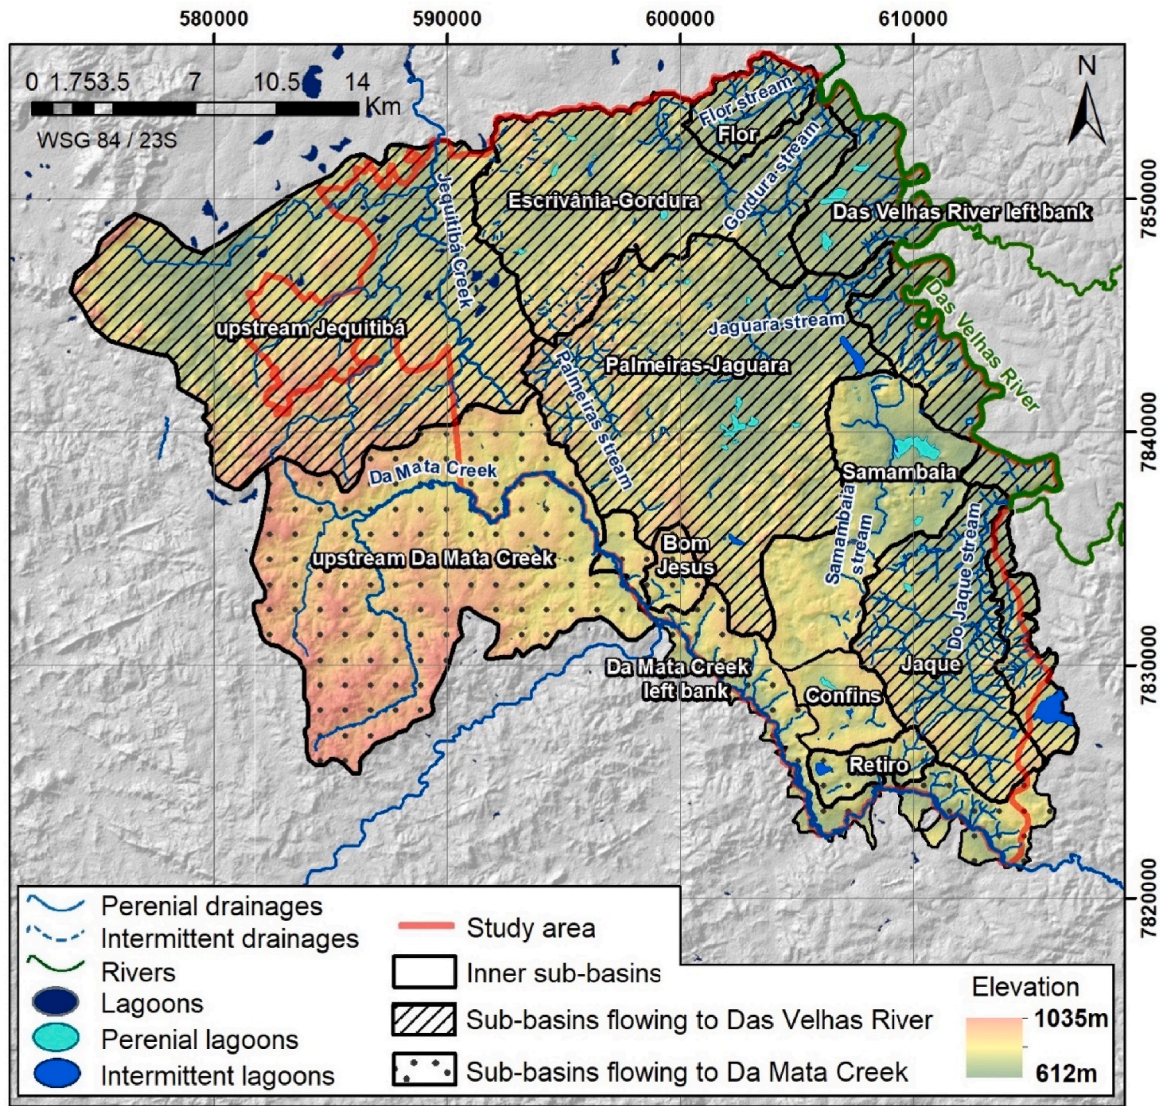 580000 590000 600000 610000
0 1.75 3.5 7 10.5 14
Km
WSG 84 / 23S
N
Flor stream
Flor
Gordura stream
Jequitibá Creek
Escrivânia-Gordura
Das Velhas River left bank
7850000
Das Velhas River
upstream Jequitibá
Jaguara stream
Palmeiras-Jaguara
Palmeiras stream
7840000
Da Mata Creek
Samambaia
Samambaia
stream
Do Jaque stream
upstream Da Mata Creek
Bom
Jesus
Da Mata Creek
left bank
Jaque
7830000
Confins
Retiro
7820000
Perenial drainages
Intermittent drainages
Rivers
Lagoons
Perenial lagoons
Intermittent lagoons
Study area
Inner sub-basins
Sub-basins flowing to Das Velhas River
Sub-basins flowing to Da Mata Creek
Elevation
1035m
612m